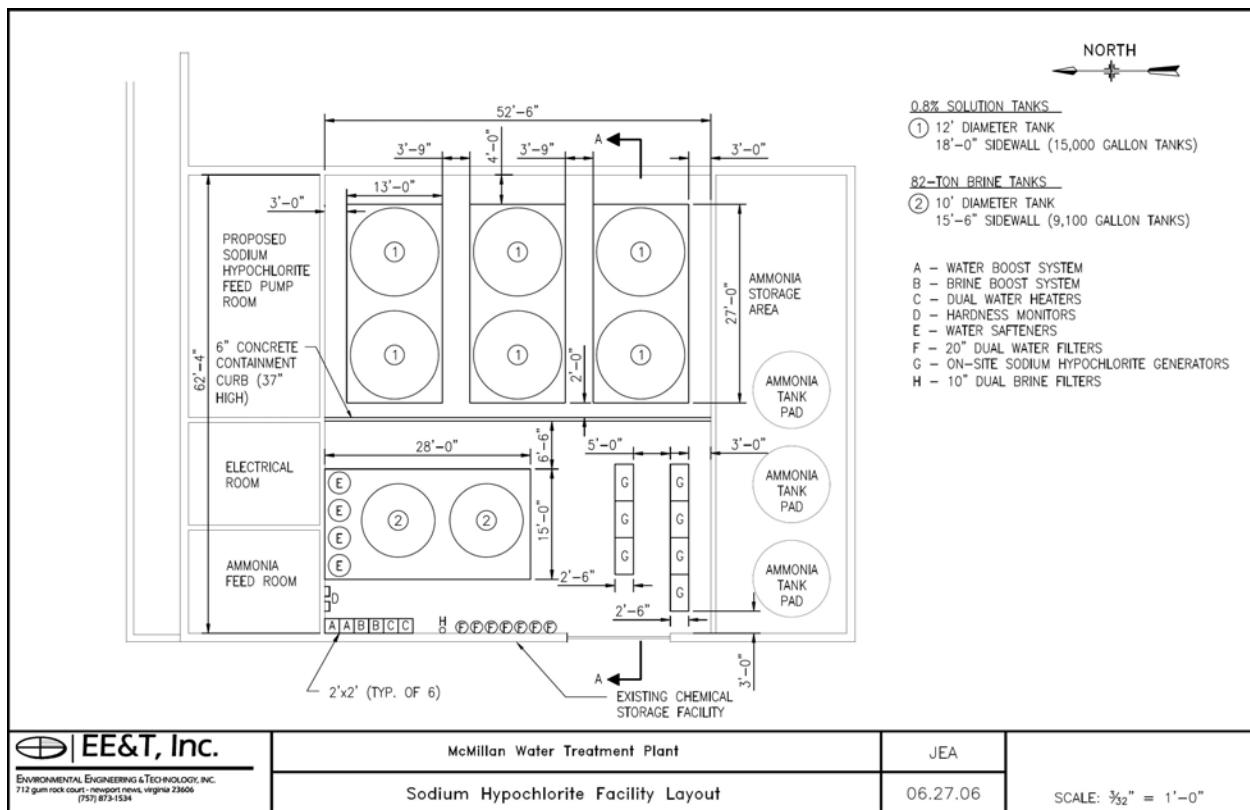 NORTH
0.8% SOLUTION TANKS
1 12' DIAMETER TANK
18'-0" SIDEWALL (15,000 GALLON TANKS)
82-TON BRINE TANKS
2 10' DIAMETER TANK
15'-6" SIDEWALL (9,100 GALLON TANKS)
A - WATER BOOST SYSTEM
B - BRINE BOOST SYSTEM
C - DUAL WATER HEATERS
D - HARDNESS MONITORS
E - WATER SAFTENERS
F - 20" DUAL WATER FILTERS
G - ON-SITE SODIUM HYPOCHLORITE GENERATORS
H - 10" DUAL BRINE FILTERS
52'-6"
A
3'-9"
4'-0"
3'-9"
3'-0"
13'-0"
3'-0"
PROPOSED
SODIUM
HYPOCHLORITE
FEED PUMP
ROOM
1
1
1
AMMONIA
STORAGE
AREA
27'-0"
6" CONCRETE
CONTAINMENT
CURB (37"
HIGH)
62'-4"
1
1
1
2'-0"
AMMONIA
TANK
PAD
28'-0"
6'-6"
5'-0"
3'-0"
ELECTRICAL
ROOM
E
E
E
E
2
2
15'-0"
G
G
G
G
G
G
G
AMMONIA
TANK
PAD
AMMONIA
FEED ROOM
2'-6"
2'-6"
AMMONIA
TANK
PAD
D
A A B B C C
H
F F F F F F F
3'-0"
2'x2' (TYP. OF 6)
A
EXISTING CHEMICAL
STORAGE FACILITY
EE&T, Inc.
ENVIRONMENTAL ENGINEERING & TECHNOLOGY, INC.
712 gum rock court - newport news, virginia 23606
(757) 873-1534
McMillan Water Treatment Plant
JEA
Sodium Hypochlorite Facility Layout
06.27.06
SCALE: 3/32" = 1'-0"